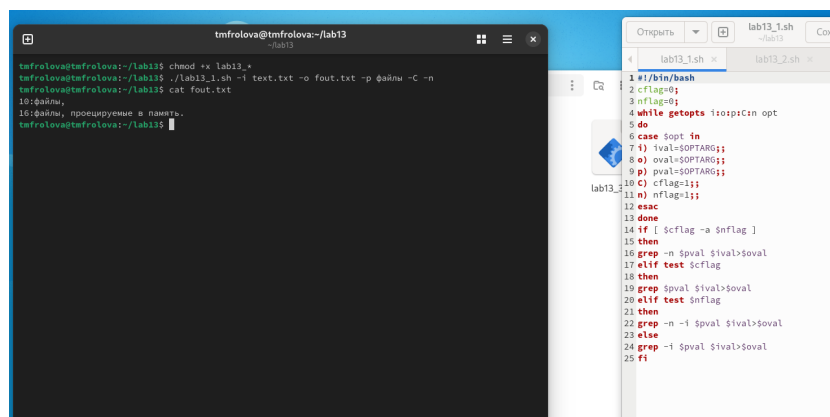 tmfrolova@tmfrolova:~/lab13
~/lab13
tmfrolova@tmfrolova:~/lab13$ chmod +x lab13_*
tmfrolova@tmfrolova:~/lab13$ ./lab13_1.sh -i text.txt -o fout.txt -p файлы -C -n
tmfrolova@tmfrolova:~/lab13$ cat fout.txt
10:файлы,
16:файлы, проецируемые в память.
tmfrolova@tmfrolova:~/lab13$
lab13_3
Открыть
lab13_1.sh
~/lab13
Сох
lab13_1.sh ×
lab13_2.sh ×
1 #!/bin/bash
2 cflag=0;
3 nflag=0;
4 while getopts i:o:p:C:n opt
5 do
6 case $opt in
7 i) ival=$OPTARG;;
8 o) oval=$OPTARG;;
9 p) pval=$OPTARG;;
10 C) cflag=1;;
11 n) nflag=1;;
12 esac
13 done
14 if [ $cflag -a $nflag ]
15 then
16 grep -n $pval $ival>$oval
17 elif test $cflag
18 then
19 grep $pval $ival>$oval
20 elif test $nflag
21 then
22 grep -n -i $pval $ival>$oval
23 else
24 grep -i $pval $ival>$oval
25 fi